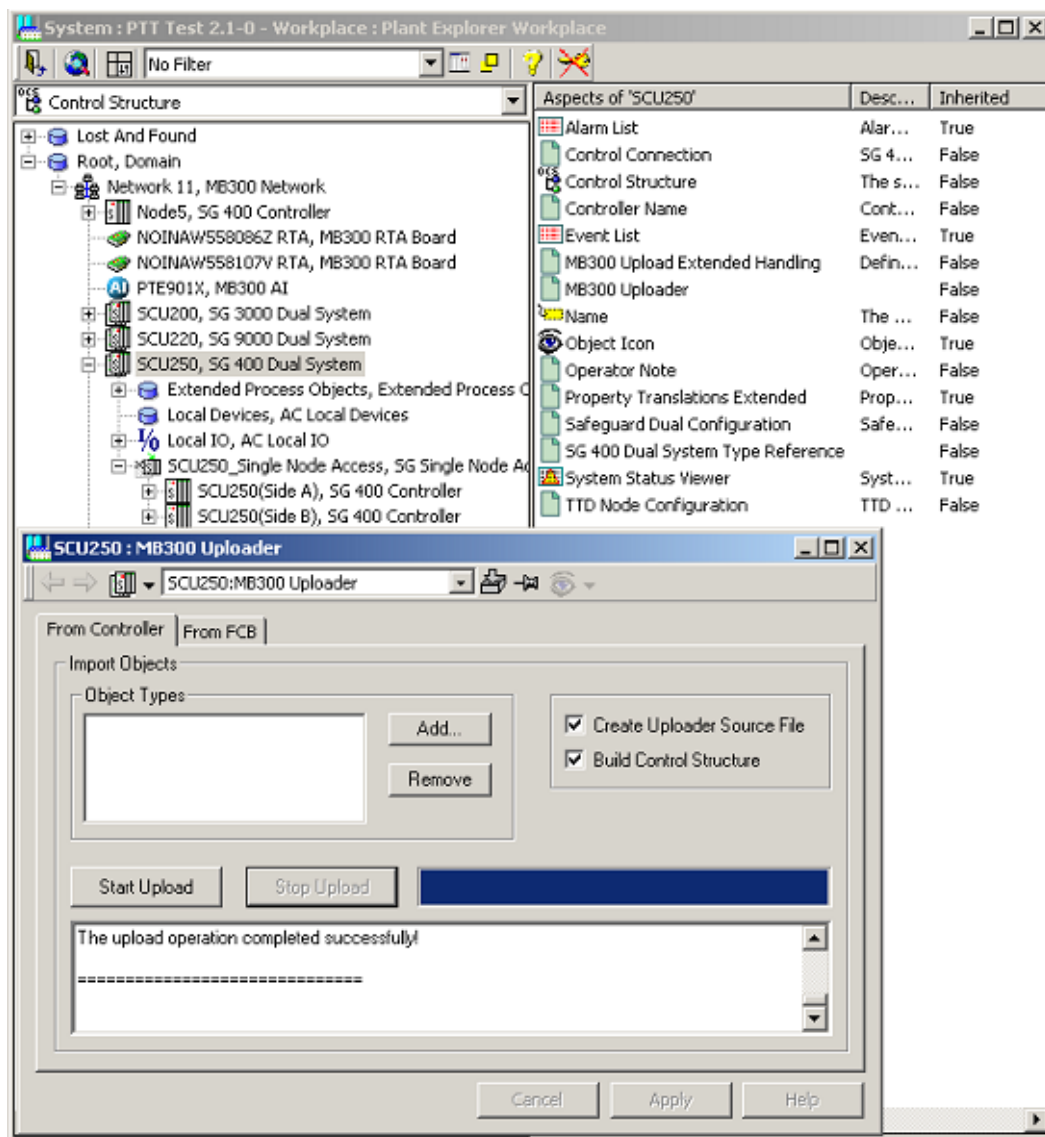 System : PTT Test 2.1-0 - Workplace : Plant Explorer Workplace
No Filter
Control Structure
Lost And Found
Root, Domain
Network 11, MB300 Network
Node5, SG 400 Controller
NOINAW558086Z RTA, MB300 RTA Board
NOINAW558107V RTA, MB300 RTA Board
PTE901X, MB300 AI
SCU200, SG 3000 Dual System
SCU220, SG 9000 Dual System
SCU250, SG 400 Dual System
Extended Process Objects, Extended Process O
Local Devices, AC Local Devices
Local IO, AC Local IO
SCU250_Single Node Access, SG Single Node Ac
SCU250(Side A), SG 400 Controller
SCU250(Side B), SG 400 Controller
Aspects of 'SCU250' Desc... Inherited
Alarm List Alar... True
Control Connection SG 4... False
Control Structure The s... False
Controller Name Cont... False
Event List Even... True
MB300 Upload Extended Handling Defin... False
MB300 Uploader False
Name The ... False
Object Icon Obje... True
Operator Note Oper... False
Property Translations Extended Prop... True
Safeguard Dual Configuration Safe... False
SG 400 Dual System Type Reference False
System Status Viewer Syst... True
TTD Node Configuration TTD ... False
SCU250 : MB300 Uploader
SCU250:MB300 Uploader
From Controller From FCB
Import Objects
Object Types
Add...
Remove
Create Uploader Source File
Build Control Structure
Start Upload Stop Upload
The upload operation completed successfully!
==============================
Cancel Apply Help